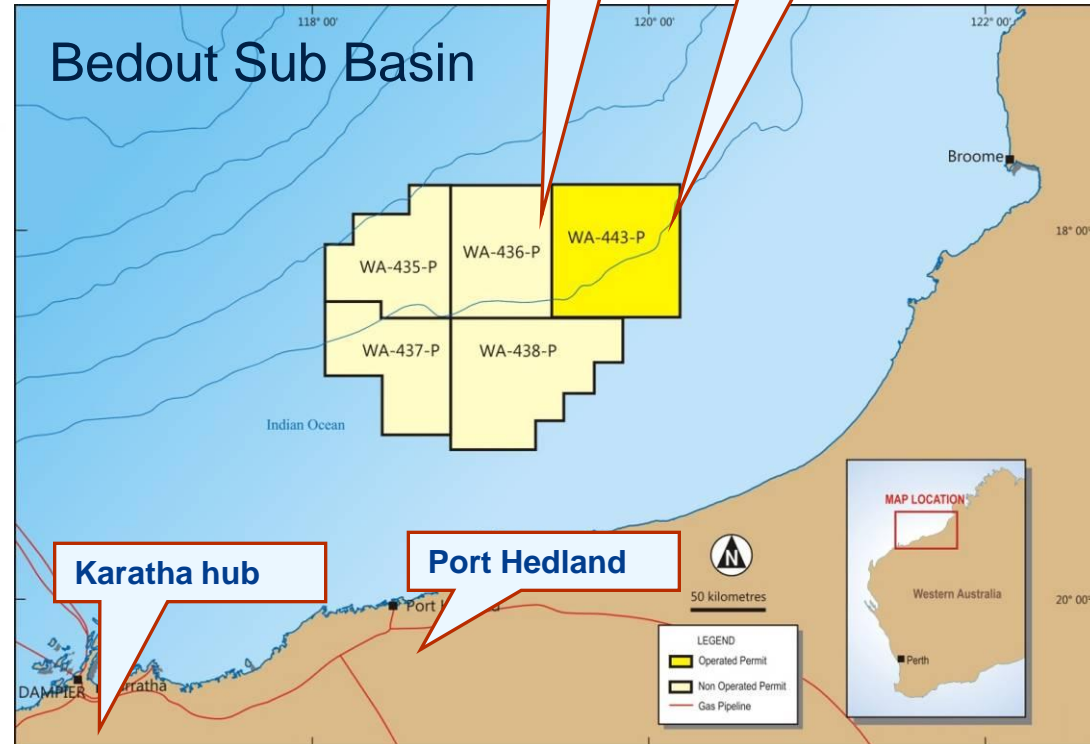 118° 00'
120° 00'
122° 00'
Bedout Sub Basin
Broome
18° 00'
WA-443-P
WA-436-P
WA-435-P
WA-437-P
WA-438-P
Indian Ocean
MAP LOCATION
Western Australia
Perth
Karatha hub
Port Hedland
N
50 kilometres
20° 00'
Port
LEGEND
Operated Permit
Non Operated Permit
Gas Pipeline
DAMPIER